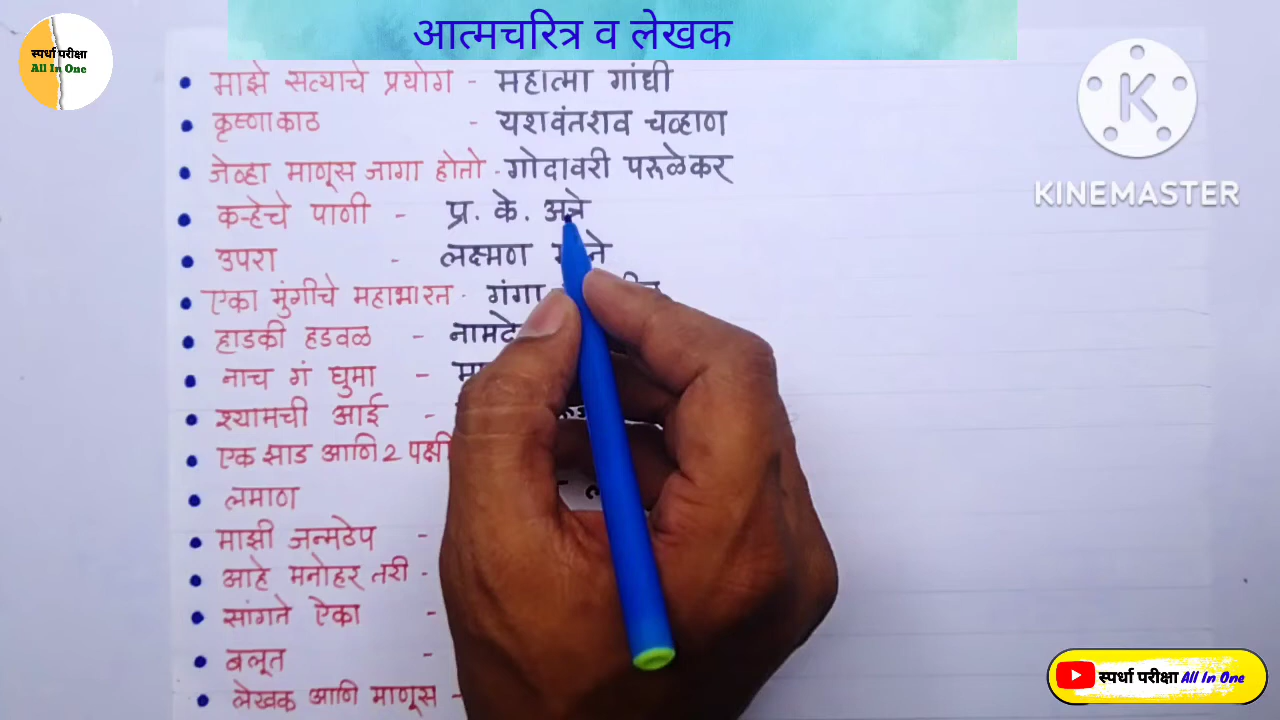 आत्मचरित्र व लेखक
स्पर्धा परीक्षा
All In One
KINEMASTER
माझे सत्याचे प्रयोग - महात्मा गांधी
कृष्णाकाठ - यशवंतराव चव्हाण
जेव्हा माणूस जागा होतो - गोदावरी परूळेकर
कऱ्हेचे पाणी - प्र. के. अत्रे
उपरा - लक्ष्मण
एका मुंगीचे महाभारत - गंगा
हाडकी हडवळ - नामदे
नाच गं घुमा - मा
श्यामची आई -
एक झाड आणि 2 पक्षी
लमाण
माझी जन्मठेप -
आहे मनोहर तरी -
सांगते ऐका -
बलूत -
लेखक आणि माणूस -
स्पर्धा परीक्षा All In One